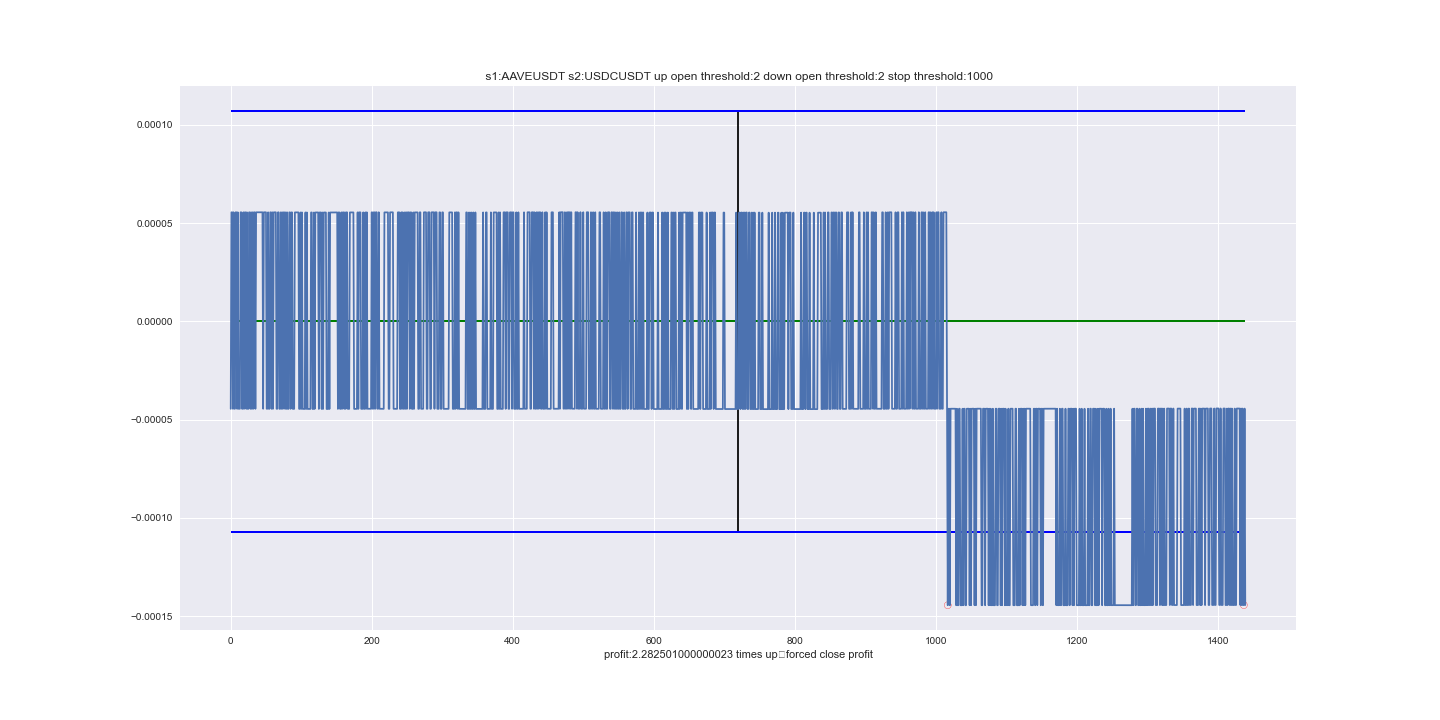 s1:AAVEUSDT s2:USDCUSDT up open threshold:2 down open threshold:2 stop threshold:1000
0.00010
0.00005
0.00000
−0.00005
−0.00010
−0.00015
0 200 400 600 800 1000 1200 1400
profit:2.282501000000023 times up□forced close profit